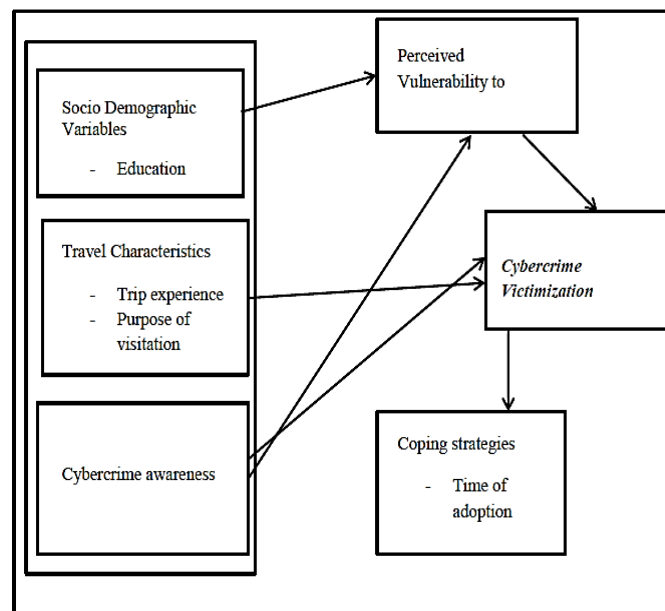 Socio Demographic
Variables
- Education
Travel Characteristics
- Trip experience
- Purpose of
visitation
Cybercrime awareness
Perceived
Vulnerability to
Cybercrime
Victimization
Coping strategies
- Time of
adoption